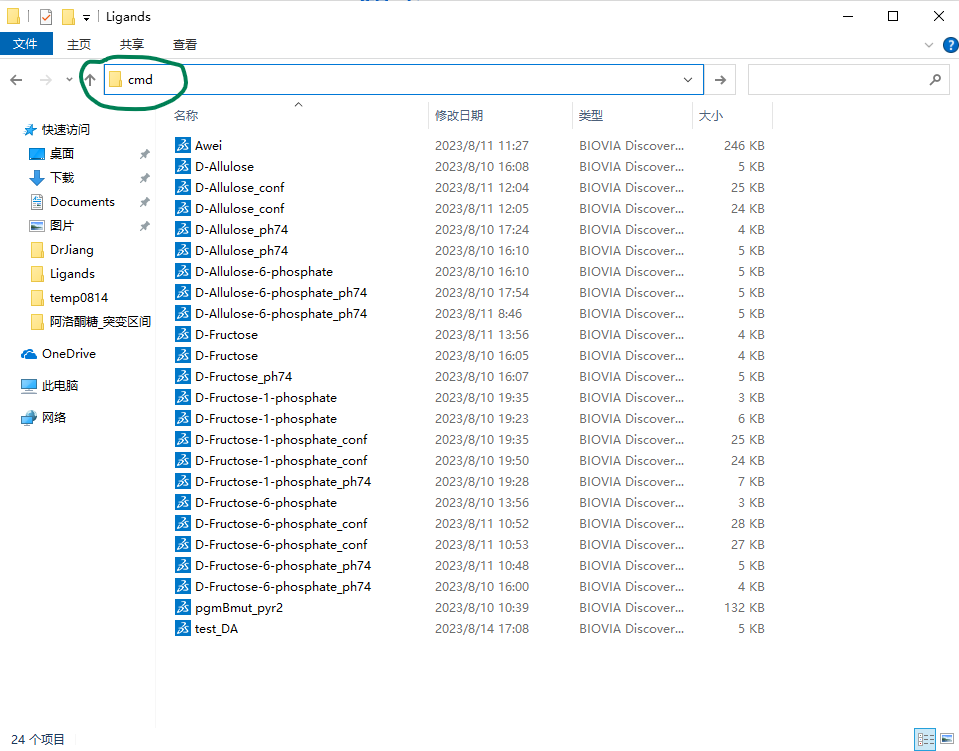 Ligands
文件 主页 共享 查看 ?
cmd
名称 修改日期 类型 大小
快速访问
桌面
下载
Documents
图片
DrJiang
Ligands
temp0814
阿洛酮糖_突变区间
OneDrive
此电脑
网络
Awei 2023/8/11 11:27 BIOVIA Discover... 246 KB
D-Allulose 2023/8/10 16:08 BIOVIA Discover... 5 KB
D-Allulose_conf 2023/8/11 12:04 BIOVIA Discover... 25 KB
D-Allulose_conf 2023/8/11 12:05 BIOVIA Discover... 24 KB
D-Allulose_ph74 2023/8/10 17:24 BIOVIA Discover... 4 KB
D-Allulose_ph74 2023/8/10 16:10 BIOVIA Discover... 5 KB
D-Allulose-6-phosphate 2023/8/10 16:10 BIOVIA Discover... 5 KB
D-Allulose-6-phosphate_ph74 2023/8/10 17:54 BIOVIA Discover... 5 KB
D-Allulose-6-phosphate_ph74 2023/8/11 8:46 BIOVIA Discover... 5 KB
D-Fructose 2023/8/11 13:56 BIOVIA Discover... 4 KB
D-Fructose 2023/8/10 16:05 BIOVIA Discover... 4 KB
D-Fructose_ph74 2023/8/10 16:07 BIOVIA Discover... 5 KB
D-Fructose-1-phosphate 2023/8/10 19:35 BIOVIA Discover... 3 KB
D-Fructose-1-phosphate 2023/8/10 19:23 BIOVIA Discover... 6 KB
D-Fructose-1-phosphate_conf 2023/8/10 19:35 BIOVIA Discover... 25 KB
D-Fructose-1-phosphate_conf 2023/8/10 19:50 BIOVIA Discover... 24 KB
D-Fructose-1-phosphate_ph74 2023/8/10 19:28 BIOVIA Discover... 7 KB
D-Fructose-6-phosphate 2023/8/10 13:56 BIOVIA Discover... 3 KB
D-Fructose-6-phosphate_conf 2023/8/11 10:52 BIOVIA Discover... 28 KB
D-Fructose-6-phosphate_conf 2023/8/11 10:53 BIOVIA Discover... 27 KB
D-Fructose-6-phosphate_ph74 2023/8/11 10:48 BIOVIA Discover... 5 KB
D-Fructose-6-phosphate_ph74 2023/8/10 16:00 BIOVIA Discover... 4 KB
pgmBmut_pyr2 2023/8/10 10:39 BIOVIA Discover... 132 KB
test_DA 2023/8/14 17:08 BIOVIA Discover... 5 KB
24 个项目